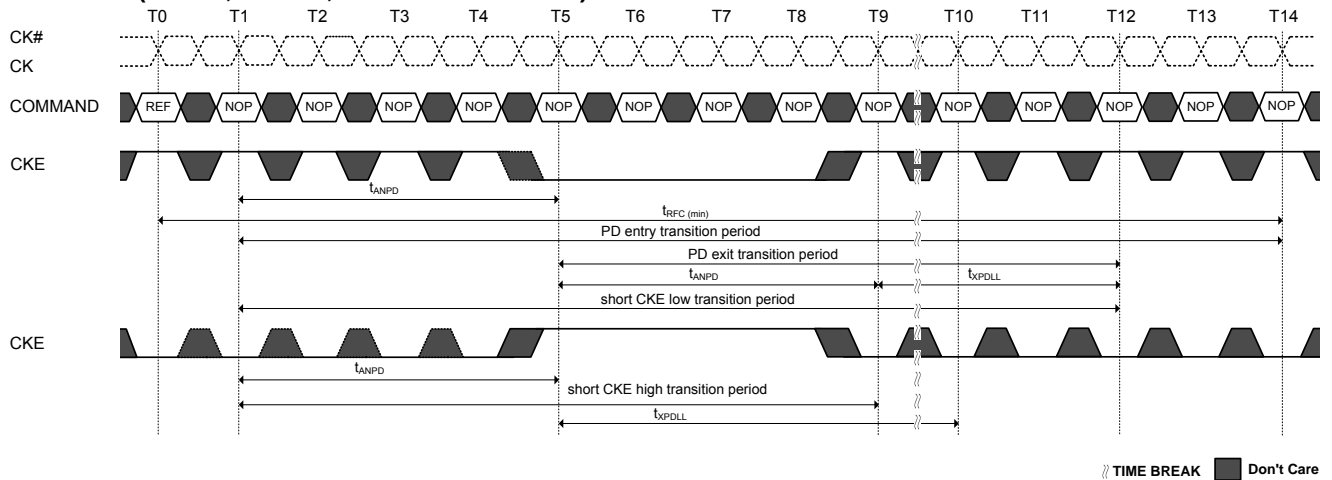 T0 T1 T2 T3 T4 T5 T6 T7 T8 T9 T10 T11 T12 T13 T14
CK#
CK
COMMAND REF NOP NOP NOP NOP NOP NOP NOP NOP NOP NOP NOP NOP NOP NOP
CKE
tANPD
tRFC (min)
PD entry transition period
PD exit transition period
tANPD tXPDLL
short CKE low transition period
CKE
tANPD
short CKE high transition period
tXPDLL
TIME BREAK Don't Care